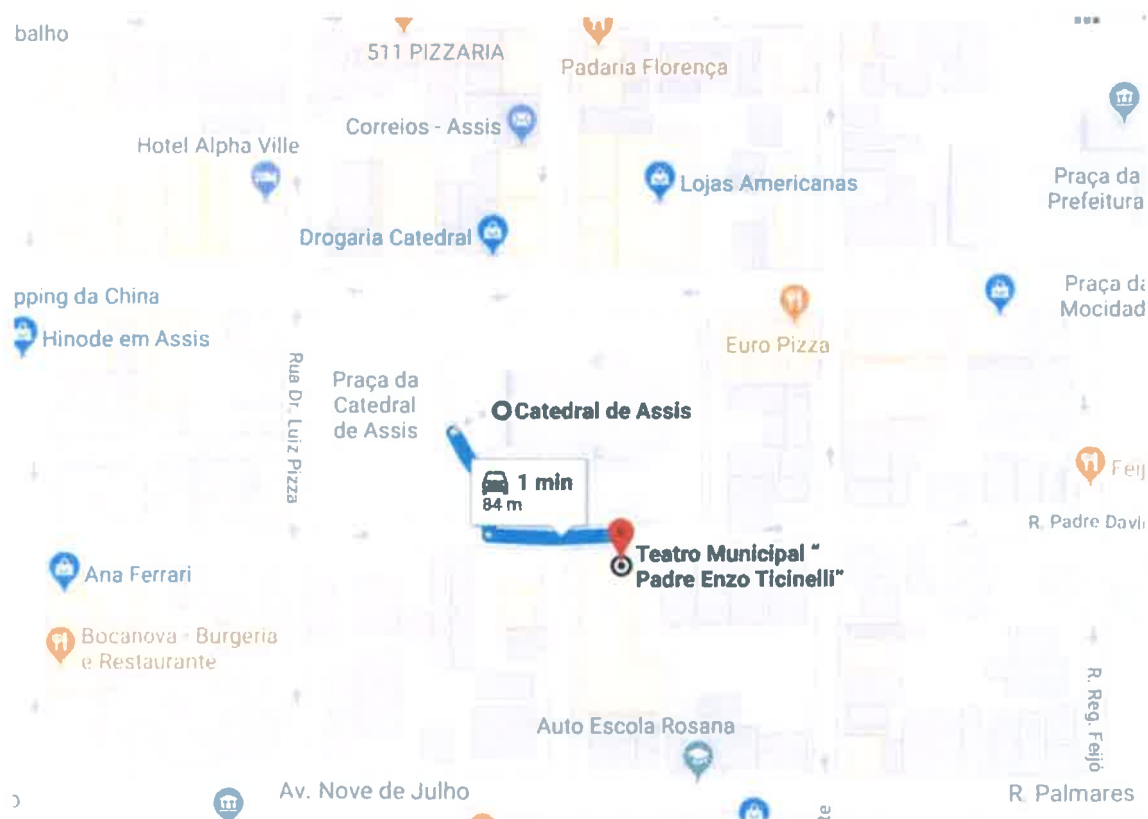 balho
511 PIZZARIA
Padaria Florença
Correios - Assis
Hotel Alpha Ville
Lojas Americanas
Praça da
Prefeitura
Drogaria Catedral
pping da China
Hinode em Assis
Praça da
Mocidad
Euro Pizza
Rua Dr. Luiz Pizza
Praça da
Catedral
de Assis
Catedral de Assis
1 min
84 m
Feij
R. Padre Davi
Teatro Municipal "
Padre Enzo Ticinelli"
Ana Ferrari
Bocanova - Burgeria
e Restaurante
R. Reg. Feijó
Auto Escola Rosana
Av. Nove de Julho
R. Palmares